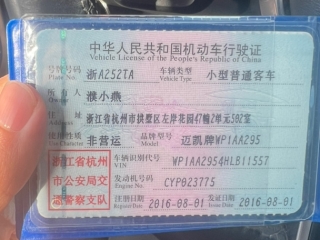 中华人民共和国机动车行驶证
Vehicle License of the People's Republic of China
号牌号码 浙A252TA 车辆类型 小型普通客车
Plate No. Vehicle Type
所有人 濮小燕
Owner
住址 浙江省杭州市拱墅区左岸花园47幢2单元502室
Address
使用性质 非营运 品牌型号 迈凯牌WP1AA295
Use Character Model
浙江省杭州市公安局交通警察支队
车辆识别代号
VIN
发动机号码 CYP023775
Engine No.
注册日期 2016-08-01 发证日期 2016-08-01
Register Date Issue Date